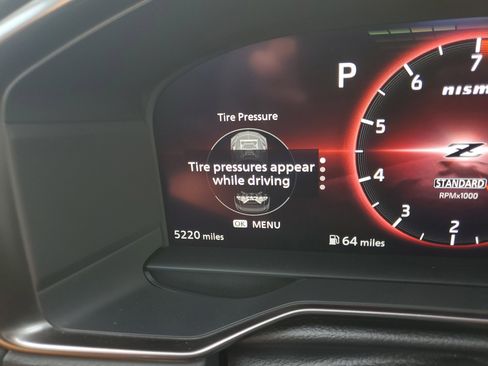 Tire Pressure
Tire pressures appear
while driving
OK MENU
5220 miles
P
64 miles
7
6
nism
5
Z
4
STANDARD
RPMx1000
3
2